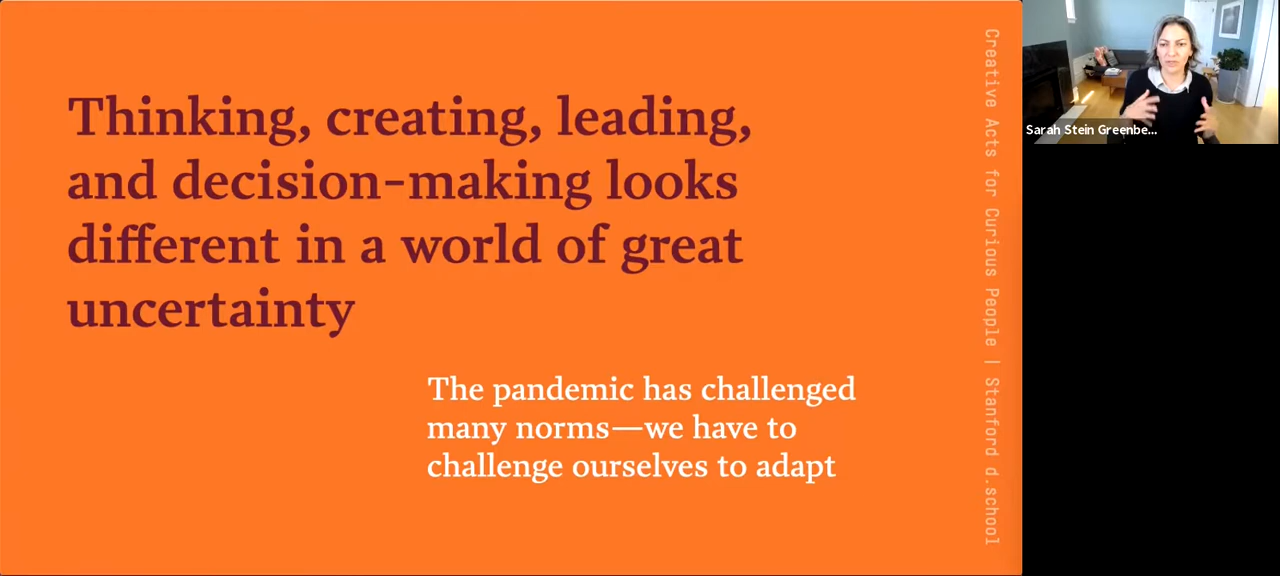 Thinking, creating, leading,
and decision-making looks
different in a world of great
uncertainty
The pandemic has challenged
many norms—we have to
challenge ourselves to adapt
Creative Acts for Curious People | Stanford d.school
Sarah Stein Greenbe...